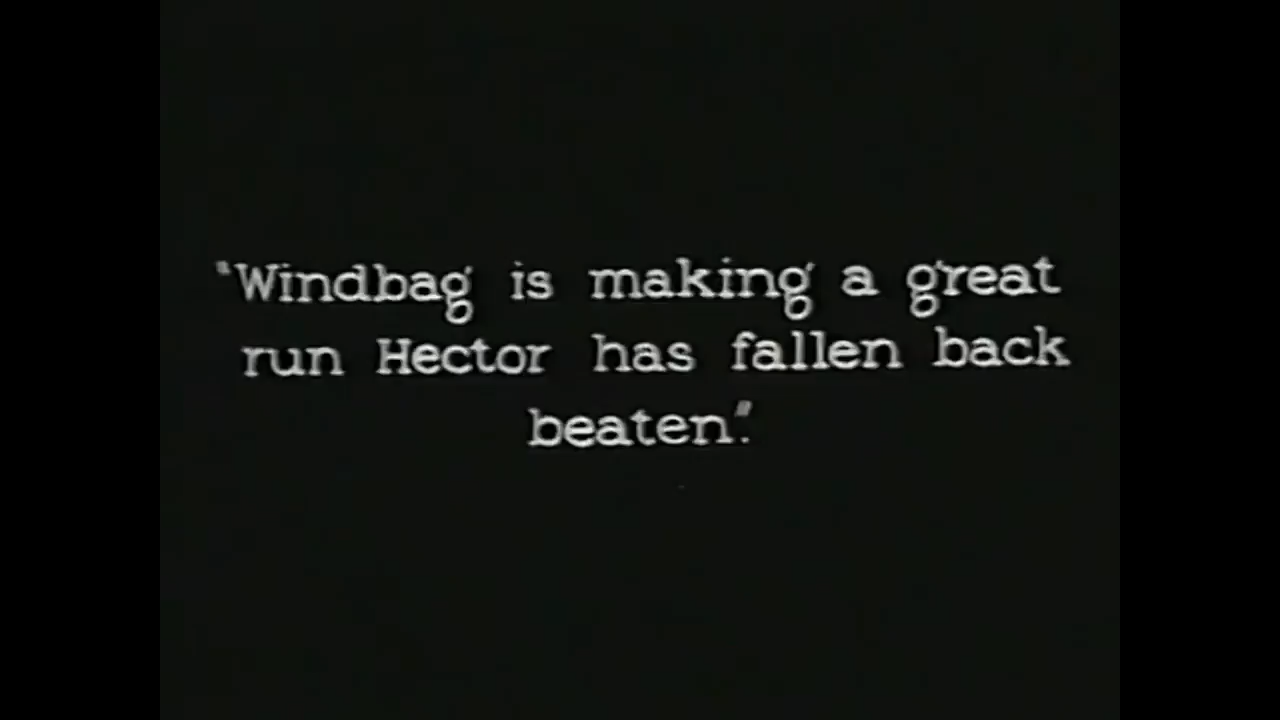 "Windbag is making a great
run Hector has fallen back
beaten."